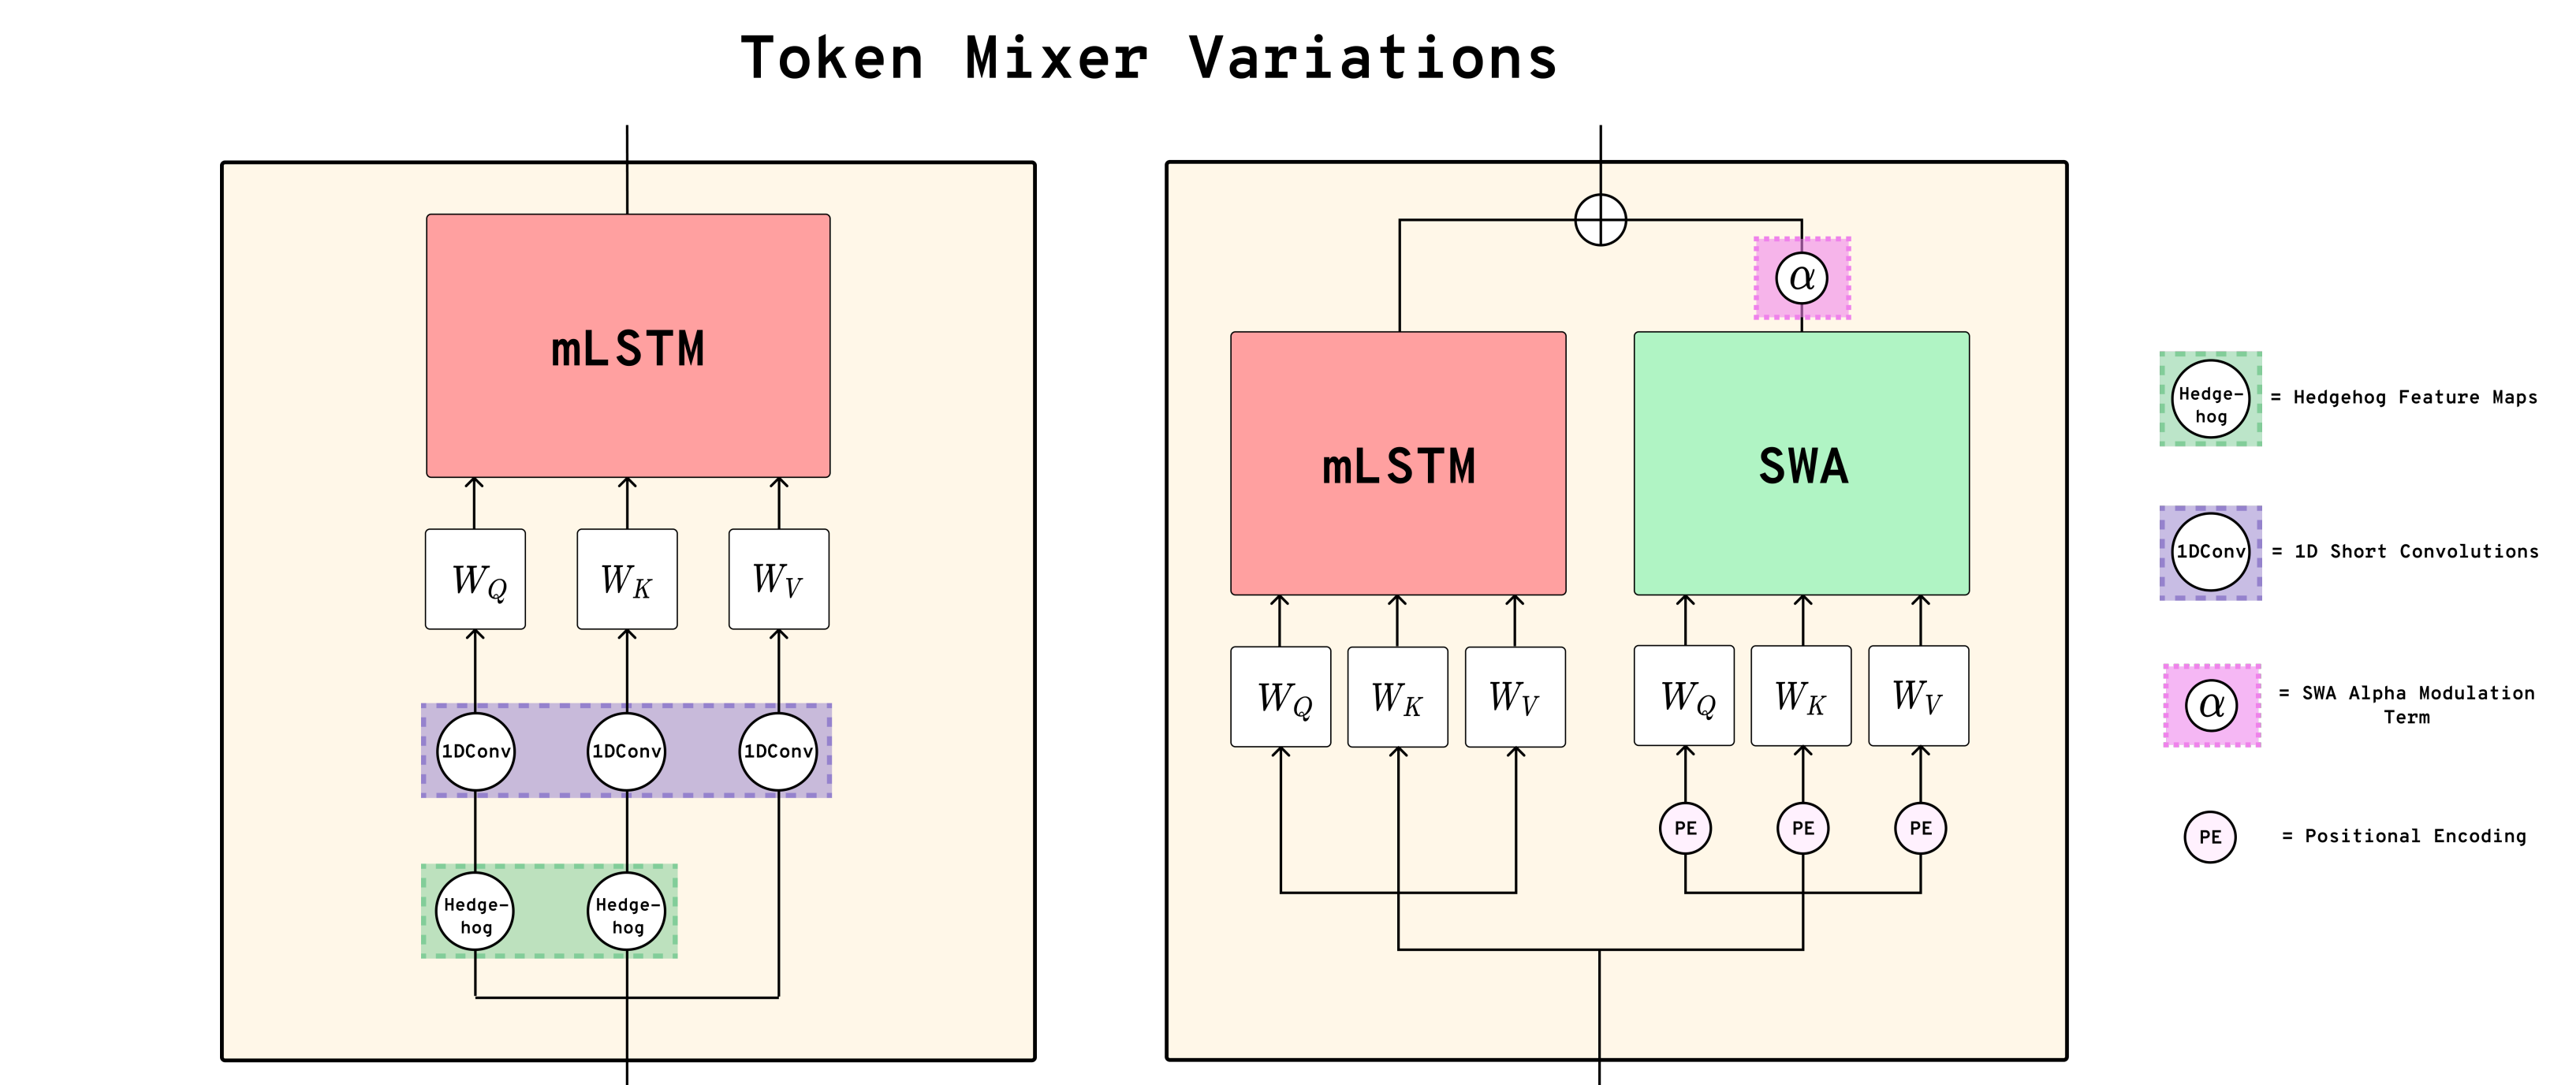 Token Mixer Variations
mLSTM
W_Q W_K W_V
1DConv 1DConv 1DConv
Hedge-
hog
Hedge-
hog
α
mLSTM
SWA
W_Q W_K W_V
W_Q W_K W_V
PE PE PE
Hedge-
hog
= Hedgehog Feature Maps
1DConv
= 1D Short Convolutions
α
= SWA Alpha Modulation
Term
PE
= Positional Encoding